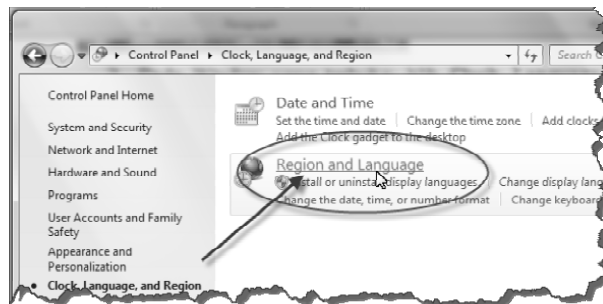 Control Panel ▸ Clock, Language, and Region
Search
Control Panel Home
System and Security
Network and Internet
Hardware and Sound
Programs
User Accounts and Family
Safety
Appearance and
Personalization
Clock, Language, and Region
Date and Time
Set the time and date | Change the time zone | Add clocks
Add the Clock gadget to the desktop
Region and Language
Install or uninstall display languages | Change display lang
Change the date, time, or number format | Change keyboard